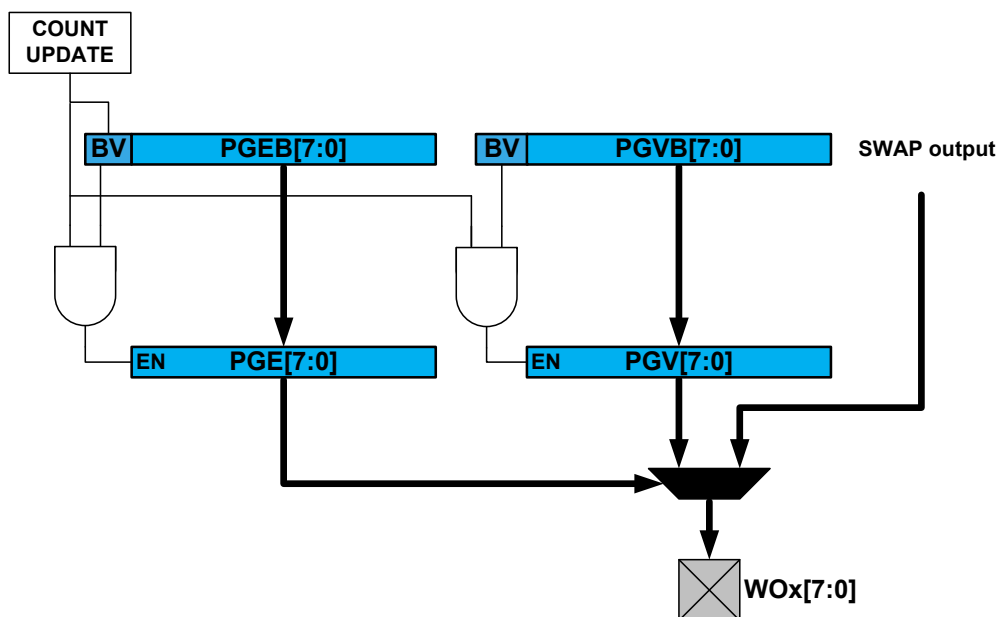 COUNT
UPDATE
BV
PGEB[7:0]
BV
PGVB[7:0]
SWAP output
EN
PGE[7:0]
EN
PGV[7:0]
WOx[7:0]